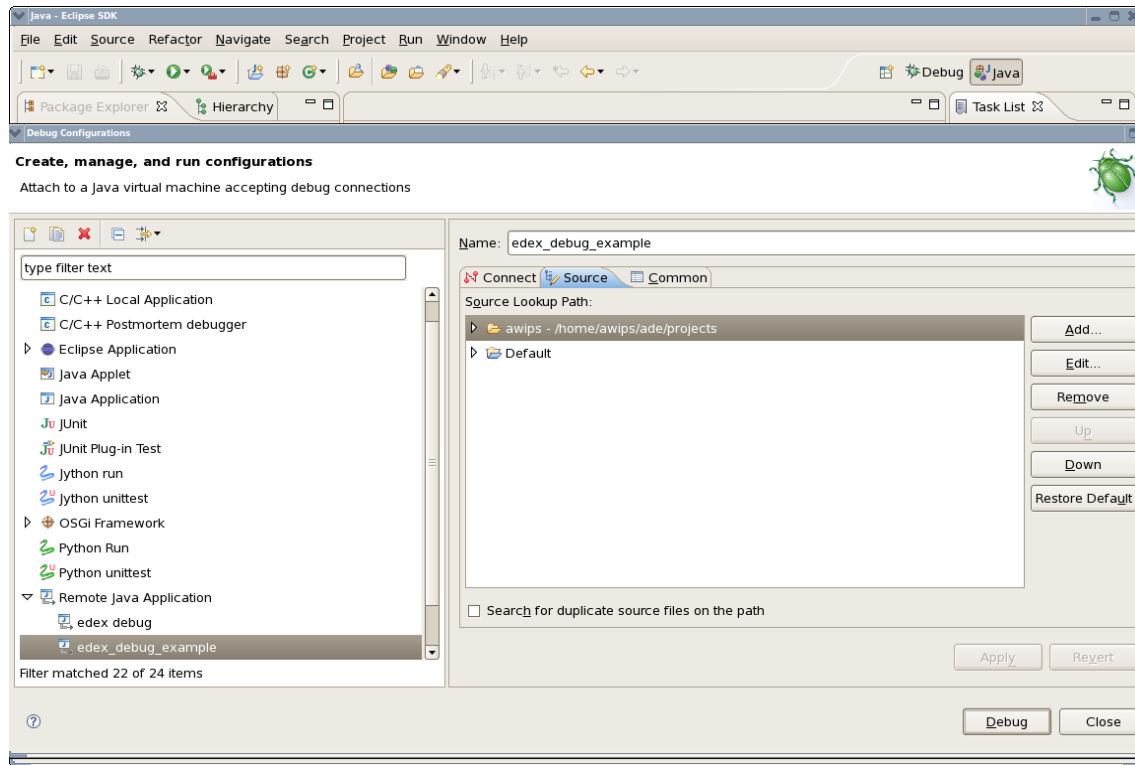 Java - Eclipse SDK
File Edit Source Refactor Navigate Search Project Run Window Help
Debug Java
Package Explorer Hierarchy Task List
Debug Configurations
Create, manage, and run configurations
Attach to a Java virtual machine accepting debug connections
Name: edex_debug_example
type filter text
Connect Source Common
C/C++ Local Application
C/C++ Postmortem debugger
Eclipse Application
Java Applet
Java Application
JUnit
JUnit Plug-in Test
Jython run
Jython unittest
OSGi Framework
Python Run
Python unittest
Remote Java Application
edex debug
edex_debug_example
Filter matched 22 of 24 items
Source Lookup Path:
awips - /home/awips/ade/projects
Default
Add...
Edit...
Remove
Up
Down
Restore Default
Search for duplicate source files on the path
Apply Revert
Debug Close